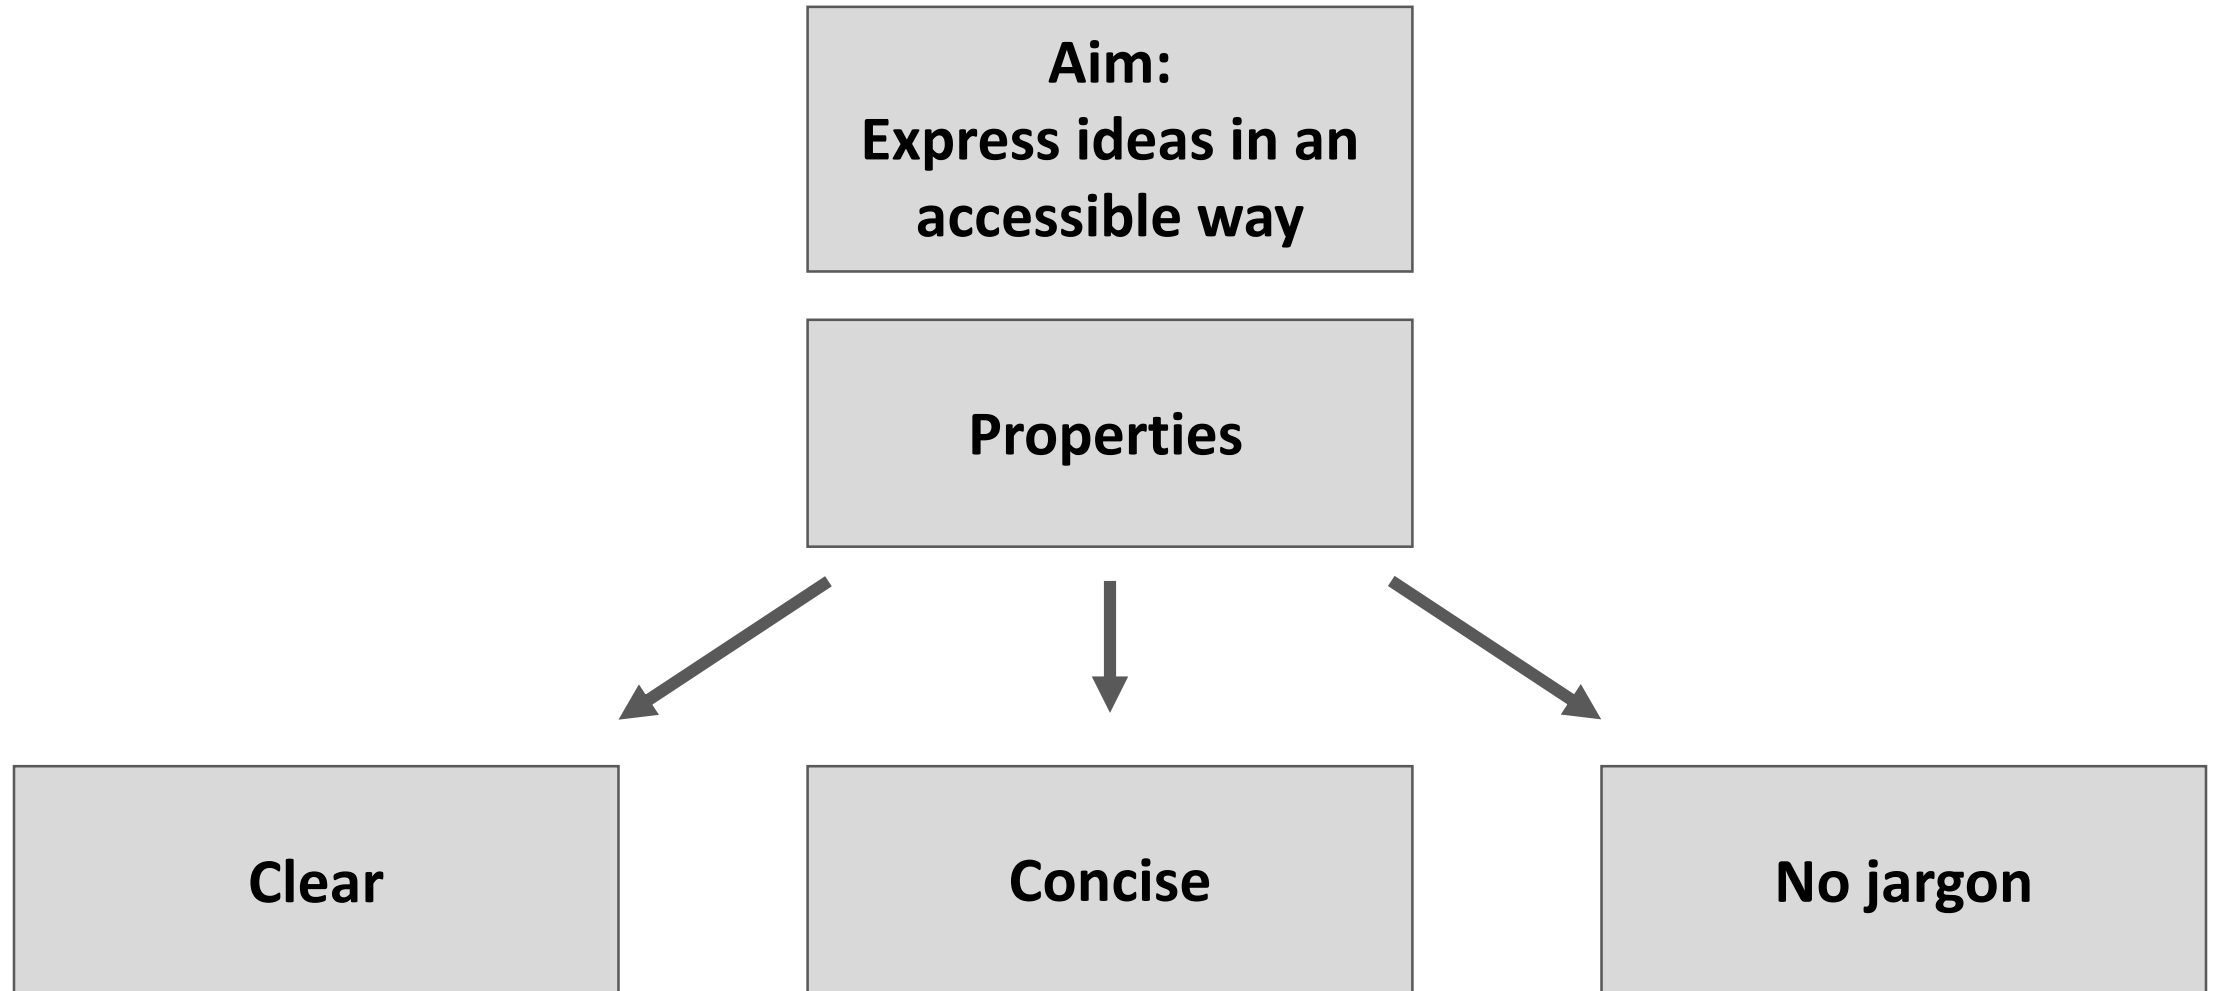 Aim:
Express ideas in an
accessible way
Properties
Clear
Concise
No jargon